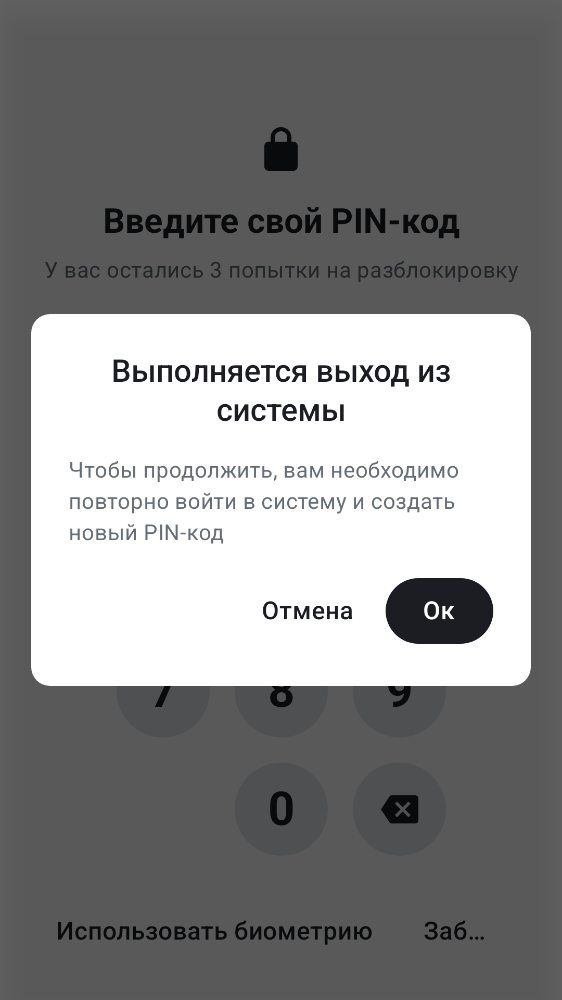 Введите свой PIN-код
У вас остались 3 попытки на разблокировку
Выполняется выход из
системы
Чтобы продолжить, вам необходимо
повторно войти в систему и создать
новый PIN-код
Отмена Ок
7 8 9
0
Использовать биометрию Заб...